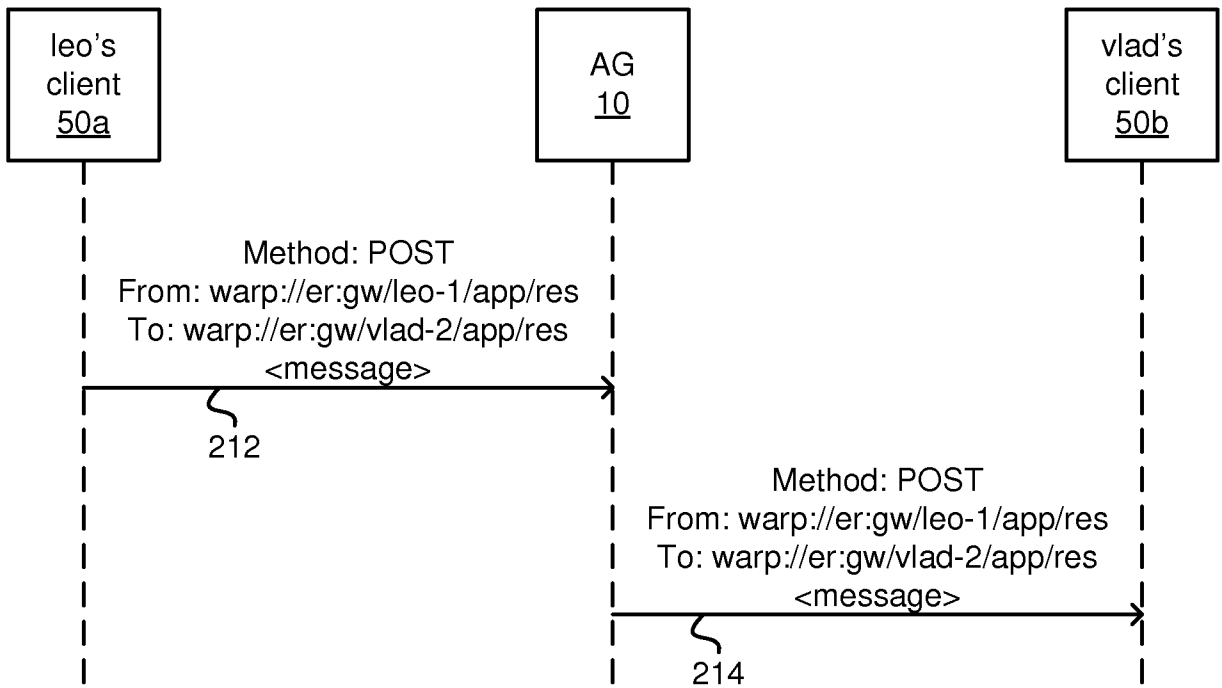 leo's
client
50a
AG
10
vlad's
client
50b
Method: POST
From: warp://er:gw/leo-1/app/res
To: warp://er:gw/vlad-2/app/res
<message>
212
Method: POST
From: warp://er:gw/leo-1/app/res
To: warp://er:gw/vlad-2/app/res
<message>
214